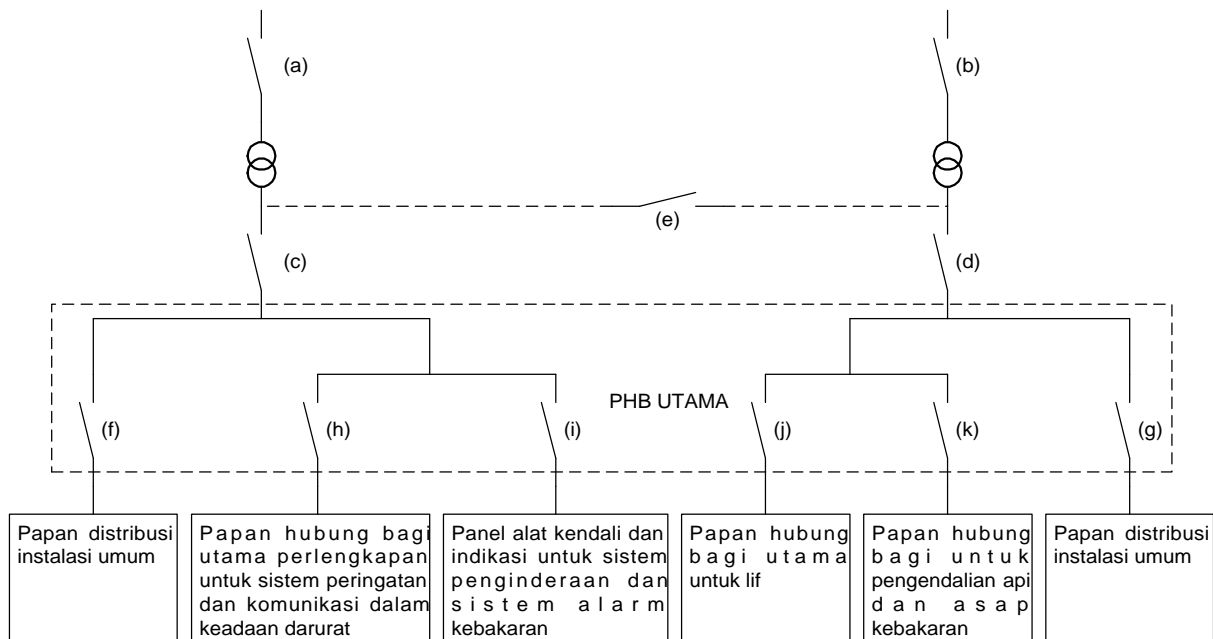 (a)
(b)
(e)
(c)
(d)
PHB UTAMA
(f)
(h)
(i)
(j)
(k)
(g)
Papan distribusi
instalasi umum
Papan hubung bagi
utama perlengkapan
untuk sistem peringatan
dan komunikasi dalam
keadaan darurat
Panel alat kendali dan
indikasi untuk sistem
penginderaan dan
sistem alarm
kebakaran
Papan hubung
bagi utama
untuk lif
Papan hubung
bagi untuk
pengendalian api
dan asap
kebakaran
Papan distribusi
instalasi umum